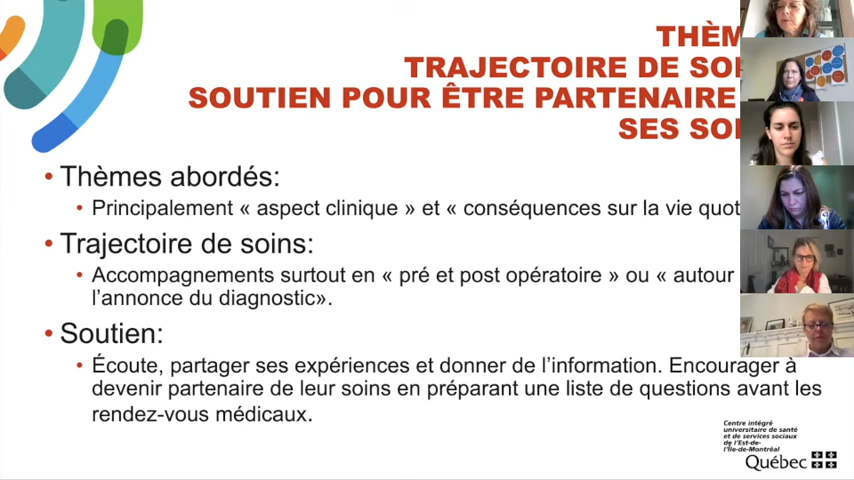 THÈM
TRAJECTOIRE DE SOI
SOUTIEN POUR ÊTRE PARTENAIRE
SES SOI
• Thèmes abordés:
• Principalement « aspect clinique » et « conséquences sur la vie quot
• Trajectoire de soins:
• Accompagnements surtout en « pré et post opératoire » ou « autour
l’annonce du diagnostic».
• Soutien:
• Écoute, partager ses expériences et donner de l’information. Encourager à
devenir partenaire de leur soins en préparant une liste de questions avant les
rendez-vous médicaux.
Centre intégré
universitaire de santé
et de services sociaux
de l’Est-de-
l’Île-de-Montréal
Québec